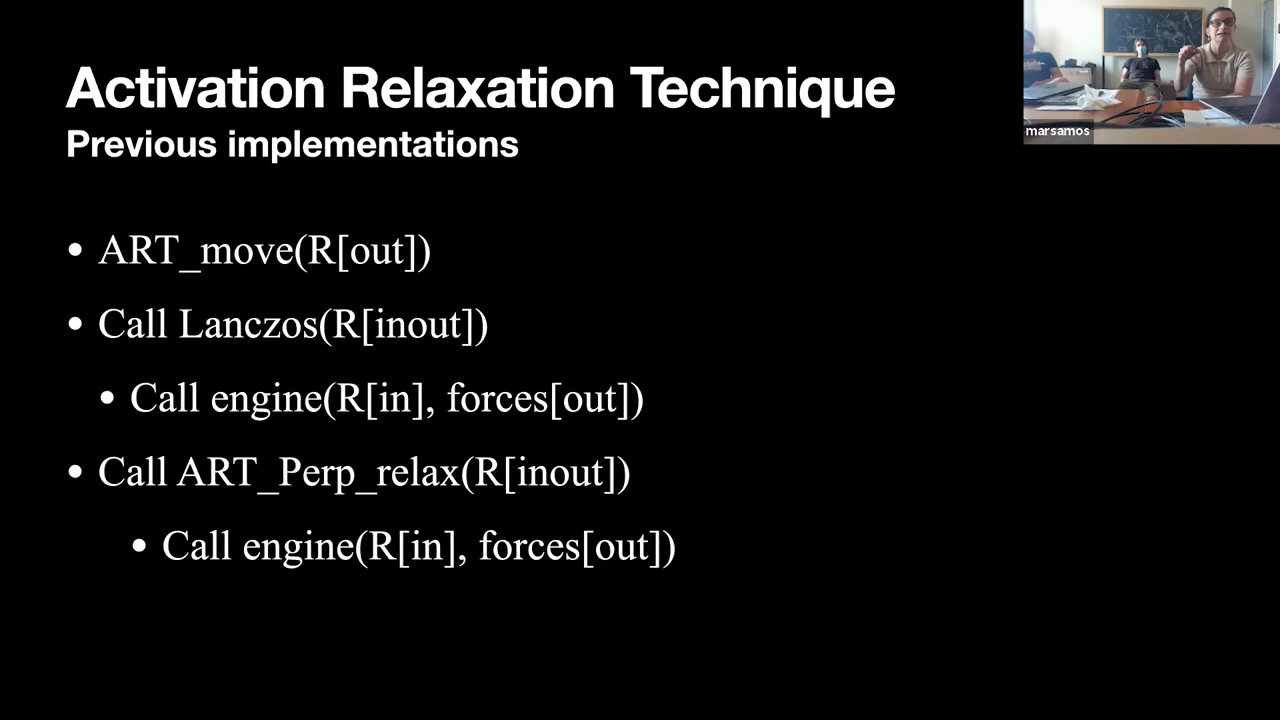 Activation Relaxation Technique
Previous implementations
marsamos
• ART_move(R[out])
• Call Lanczos(R[inout])
• Call engine(R[in], forces[out])
• Call ART_Perp_relax(R[inout])
• Call engine(R[in], forces[out])